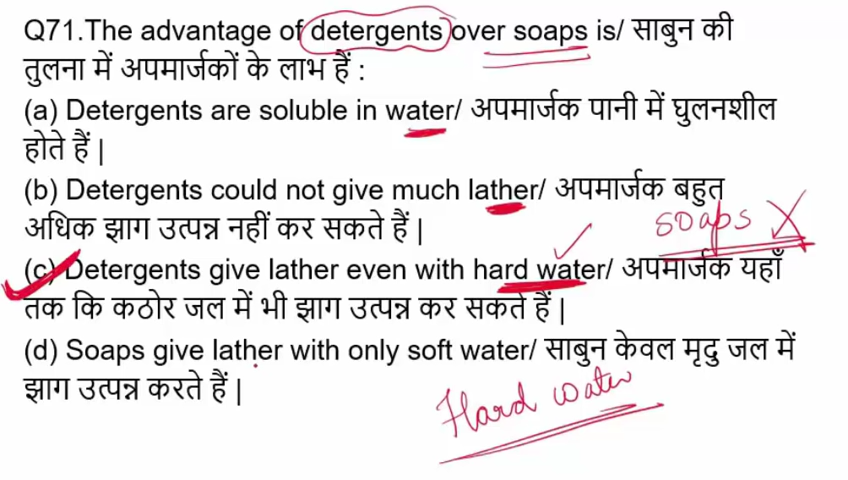 Q71.The advantage of detergents over soaps is/ साबुन की
तुलना में अपमार्जकों के लाभ हैं :
(a) Detergents are soluble in water/ अपमार्जक पानी में घुलनशील
होते हैं |
(b) Detergents could not give much lather/ अपमार्जक बहुत
अधिक झाग उत्पन्न नहीं कर सकते हैं |
soaps
(c) Detergents give lather even with hard water/ अपमार्जक यहाँ
तक कि कठोर जल में भी झाग उत्पन्न कर सकते हैं |
(d) Soaps give lather with only soft water/ साबुन केवल मृदु जल में
झाग उत्पन्न करते हैं |
Hard water